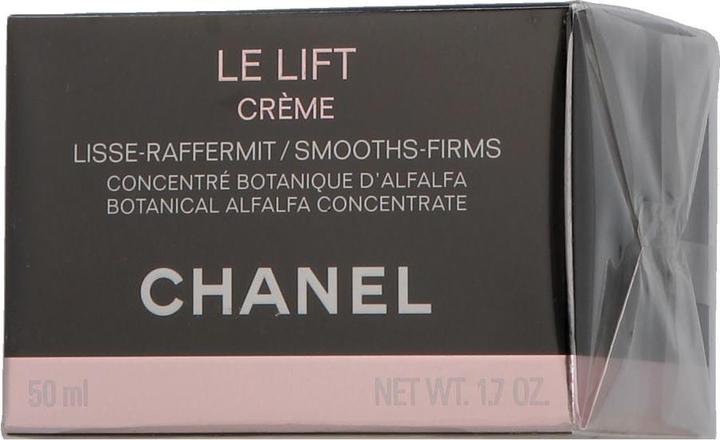 LE LIFT
CRÈME
LISSE-RAFFERMIT / SMOOTHS-FIRMS
CONCENTRÉ BOTANIQUE D'ALFALFA
BOTANICAL ALFALFA CONCENTRATE
CHANEL
50 ml NET WT. 1.7 OZ.